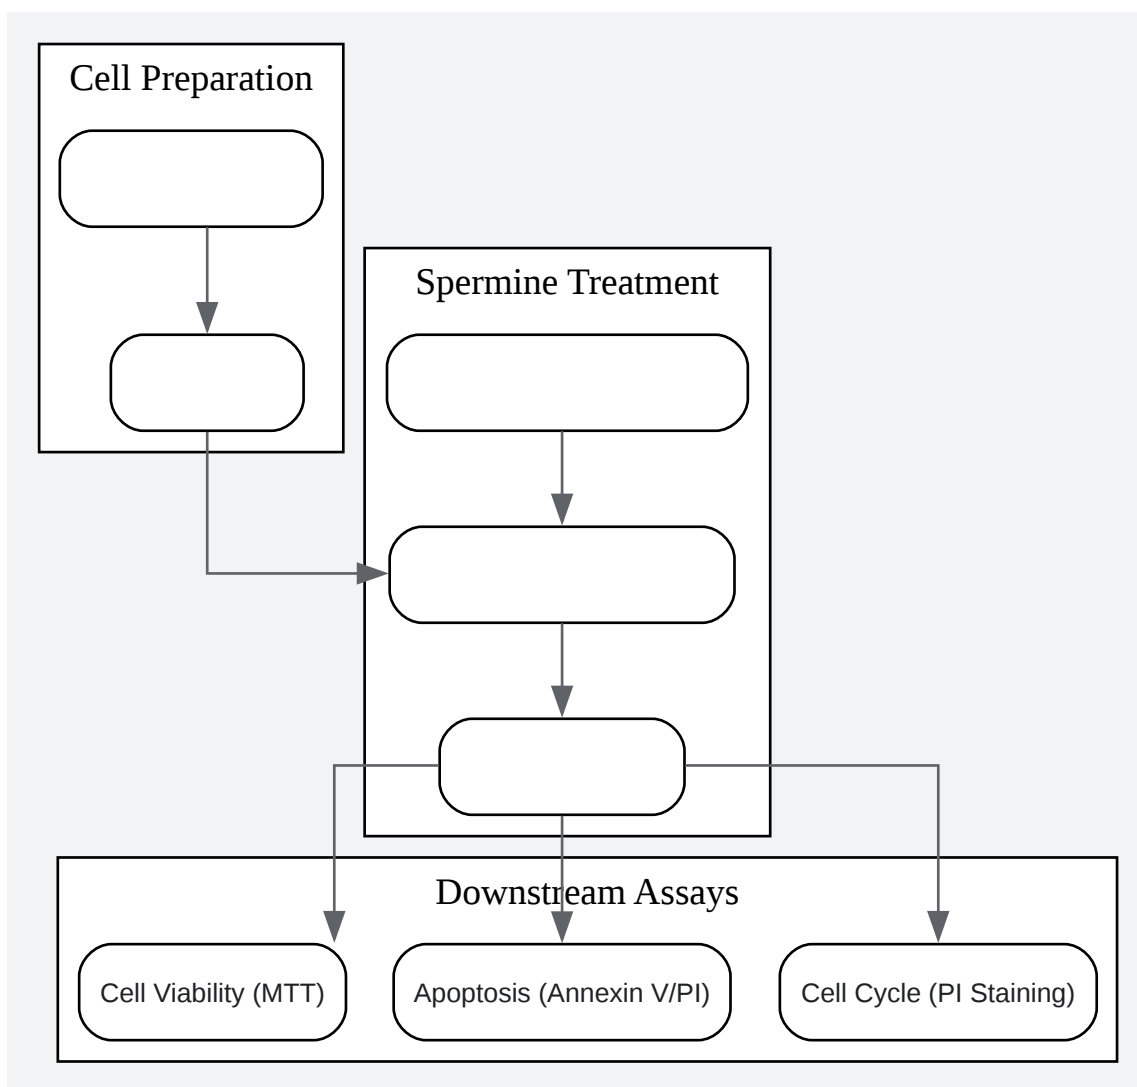 Cell Preparation
Spermine Treatment
Downstream Assays
Cell Viability (MTT)
Apoptosis (Annexin V/PI)
Cell Cycle (PI Staining)